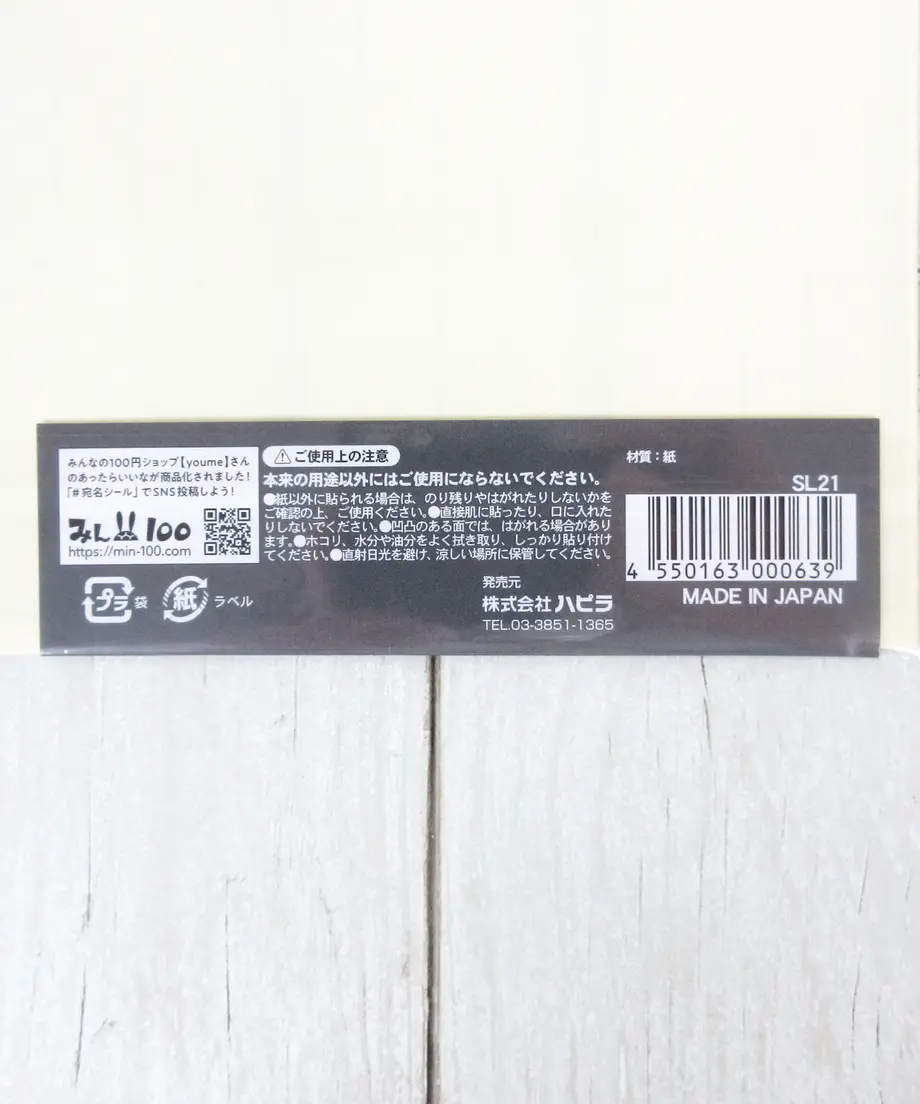 みんなの100円ショップ【youme】さん
のあったらいいなが商品化されました!
「#宛名シール」でSNS投稿しよう!
みん100
https://min-100.com
プラ 袋
紙 ラベル
ご使用上の注意
本来の用途以外にはご使用にならないでください。
●紙以外に貼られる場合は、のり残りやはがれたりしないかを
ご確認の上、ご使用ください。●直接肌に貼ったり、口に入れた
りしないでください。●凹凸のある面では、はがれる場合があり
ます。●ホコリ、水分や油分をよく拭き取り、しっかり貼り付け
てください。●直射日光を避け、涼しい場所に保管してください。
発売元
株式会社ハピラ
TEL.03-3851-1365
材質:紙
SL21
4 550163 000639
MADE IN JAPAN